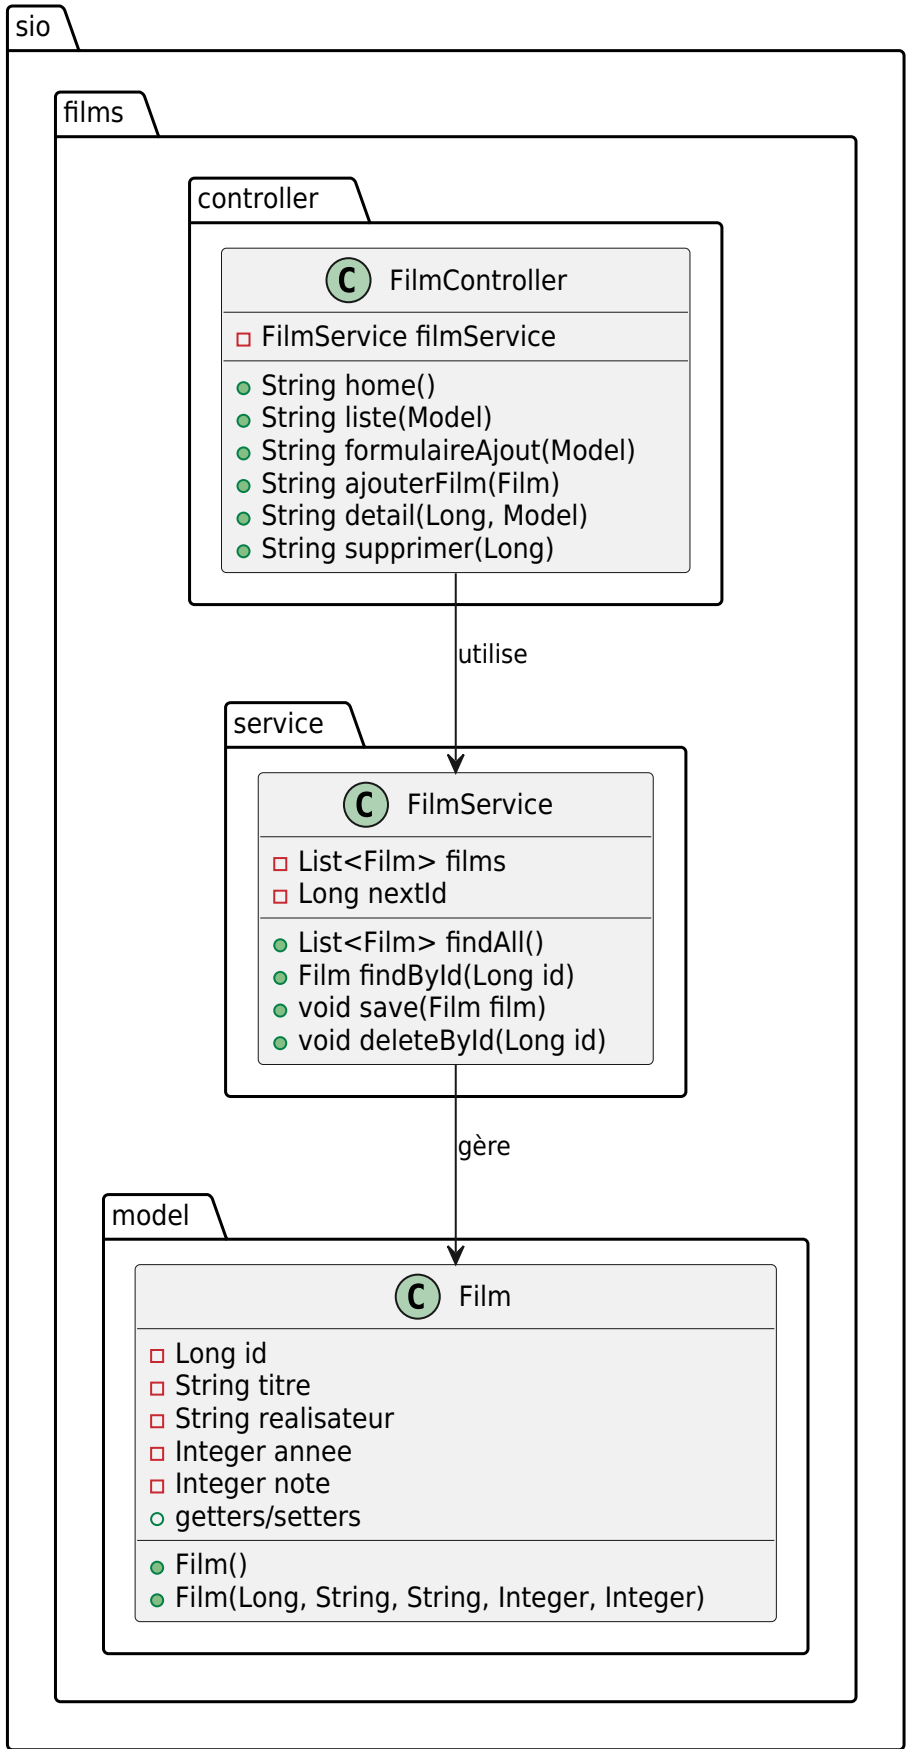 sio
films
controller
C FilmController
FilmService filmService
String home()
String liste(Model)
String formulaireAjout(Model)
String ajouterFilm(Film)
String detail(Long, Model)
String supprimer(Long)
utilise
service
C FilmService
List<Film> films
Long nextId
List<Film> findAll()
Film findById(Long id)
void save(Film film)
void deleteById(Long id)
gère
model
C Film
Long id
String titre
String realisateur
Integer annee
Integer note
getters/setters
Film()
Film(Long, String, String, Integer, Integer)